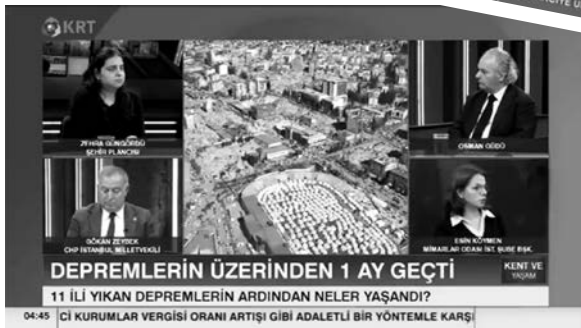 KRT
ZEHRA GÜNGÖRDÜ
ŞEHİR PLANCISI
OSMAN GÜDÜ
GÖKAN ZEYBEK
CHP İSTANBUL MİLLETVEKİLİ
ESİN KÖYMEN
MİMARLAR ODASI İST. ŞUBE BŞK.
DEPREMLERİN ÜZERİNDEN 1 AY GEÇTİ
KENT VE
YAŞAM
11 İLİ YIKAN DEPREMLERİN ARDINDAN NELER YAŞANDI?
04:45 Cİ KURUMLAR VERGİSİ ORANI ARTIŞI GİBİ ADALETLİ BİR YÖNTEMLE KARŞI